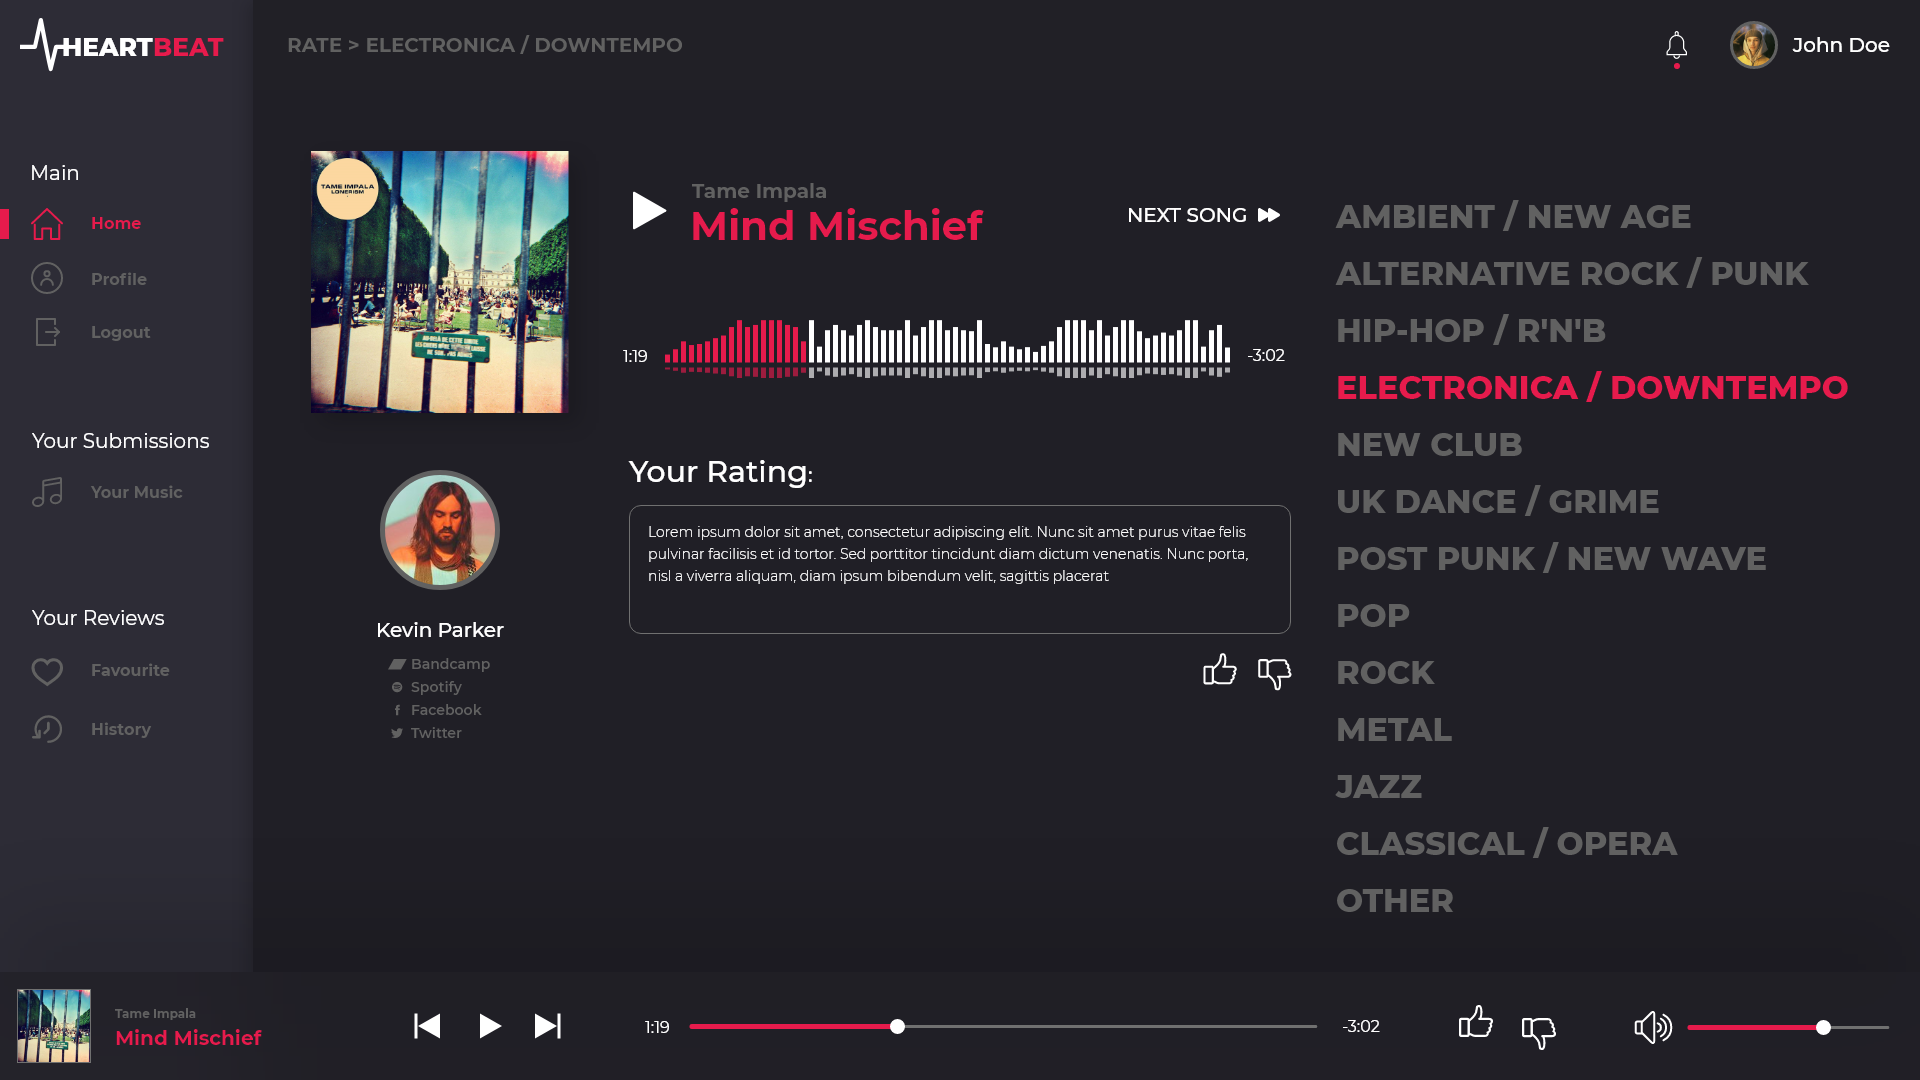 HEARTBEAT
RATE > ELECTRONICA / DOWNTEMPO
John Doe
Main
Home
Profile
Logout
Your Submissions
Your Music
Your Reviews
Favourite
History
TAME IMPALA
LONERISM
Tame Impala
Mind Mischief
NEXT SONG
1:19
-3:02
Kevin Parker
Bandcamp
Spotify
Facebook
Twitter
Your Rating:
Lorem ipsum dolor sit amet, consectetur adipiscing elit. Nunc sit amet purus vitae felis
pulvinar facilisis et id tortor. Sed porttitor tincidunt diam dictum venenatis. Nunc porta,
nisl a viverra aliquam, diam ipsum bibendum velit, sagittis placerat
AMBIENT / NEW AGE
ALTERNATIVE ROCK / PUNK
HIP-HOP / R'N'B
ELECTRONICA / DOWNTEMPO
NEW CLUB
UK DANCE / GRIME
POST PUNK / NEW WAVE
POP
ROCK
METAL
JAZZ
CLASSICAL / OPERA
OTHER
Tame Impala
Mind Mischief
1:19
-3:02